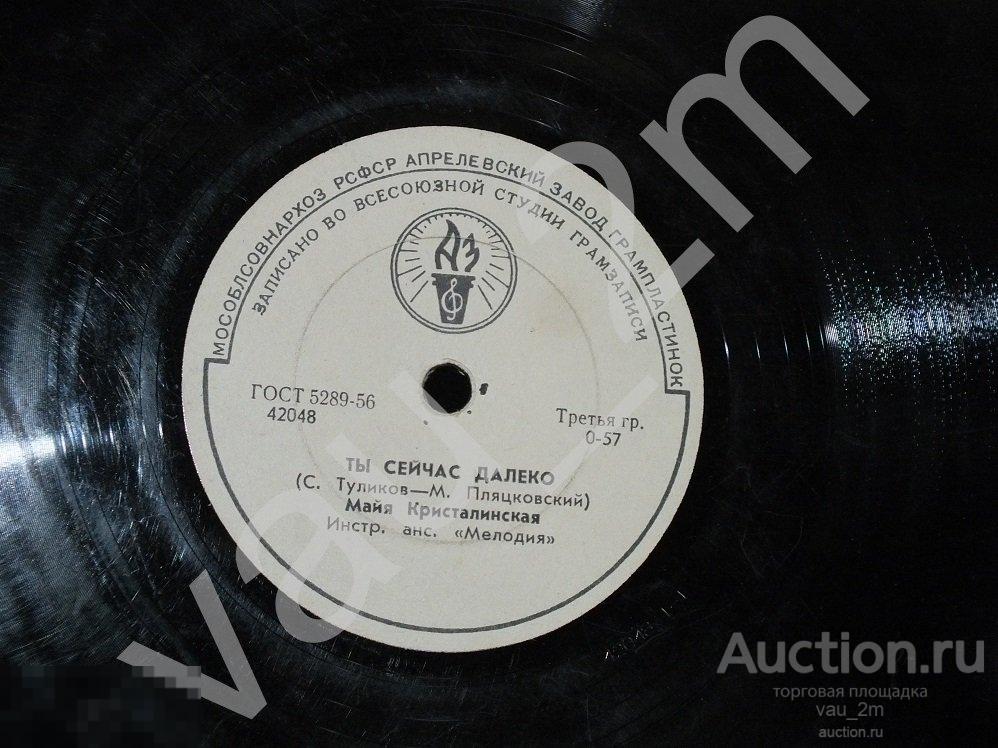 МОСОБЛСОВНАРХОЗ РСФСР АПРЕЛЕВСКИЙ ЗАВОД ГРАМПЛАСТИНОК
ЗАПИСАНО ВО ВСЕСОЮЗНОЙ СТУДИИ ГРАМЗАПИСИ
АЗ
ГОСТ 5289-56
42048
Третья гр.
0-57
ТЫ СЕЙЧАС ДАЛЕКО
(С. Туликов—М. Пляцковский)
Майя Кристалинская
Инстр. анс. «Мелодия»
vau_2m
Auction.ru
торговая площадка
vau_2m
auction.ru